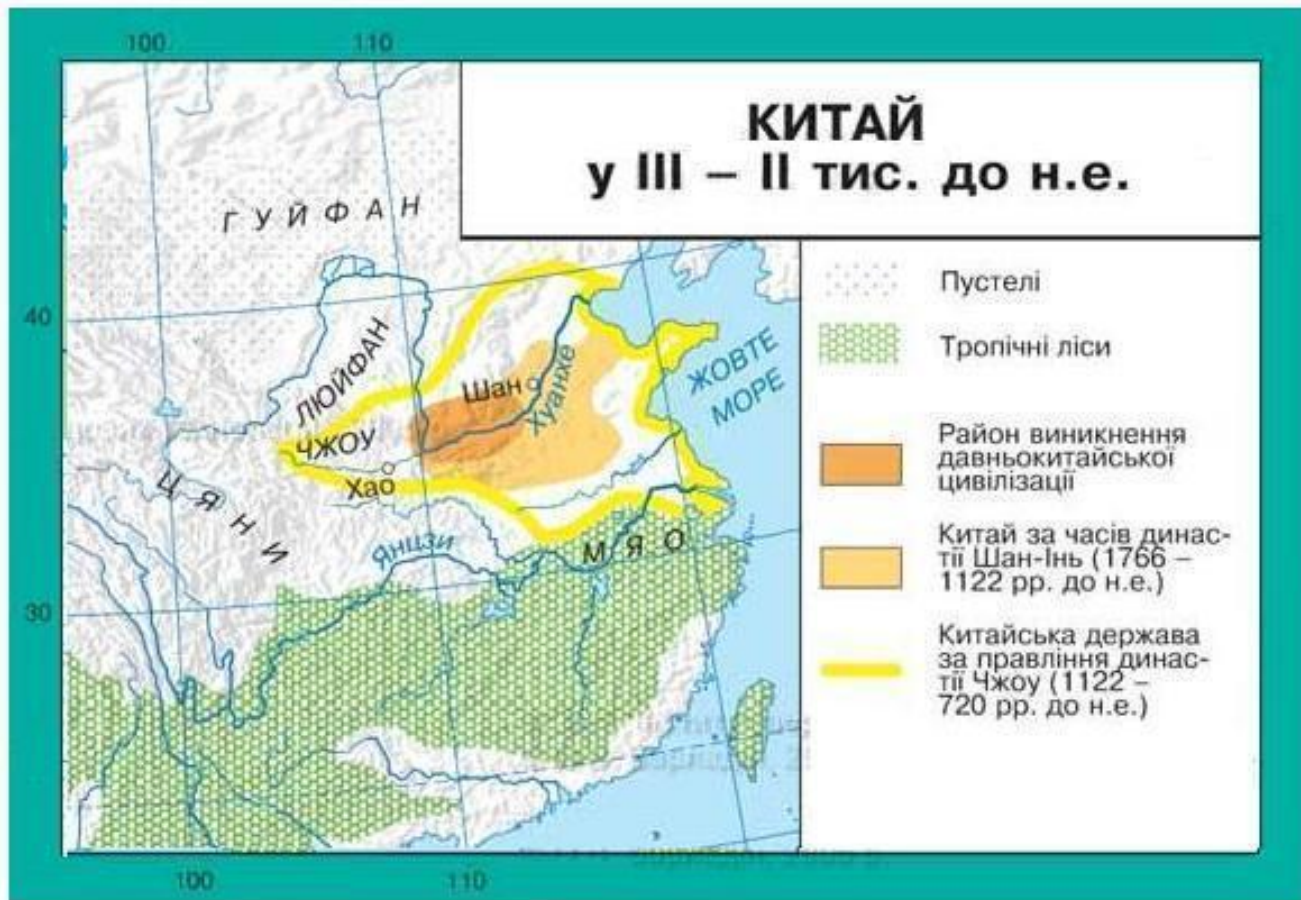 100
110
КИТАЙ
у III – II тис. до н.е.
ГУЙФАН
40
ЛЮЙФАН
Шан
Хуанхе
ЖОВТЕ
МОРЕ
ЧЖОУ
Хао
ЦЯНИ
Янцзи
МЯО
30
100
110
Пустелі
Тропічні ліси
Район виникнення
давньокитайської
цивілізації
Китай за часів динас-
тії Шан-Інь (1766 –
1122 рр. до н.е.)
Китайська держава
за правління динас-
тії Чжоу (1122 –
720 рр. до н.е.)